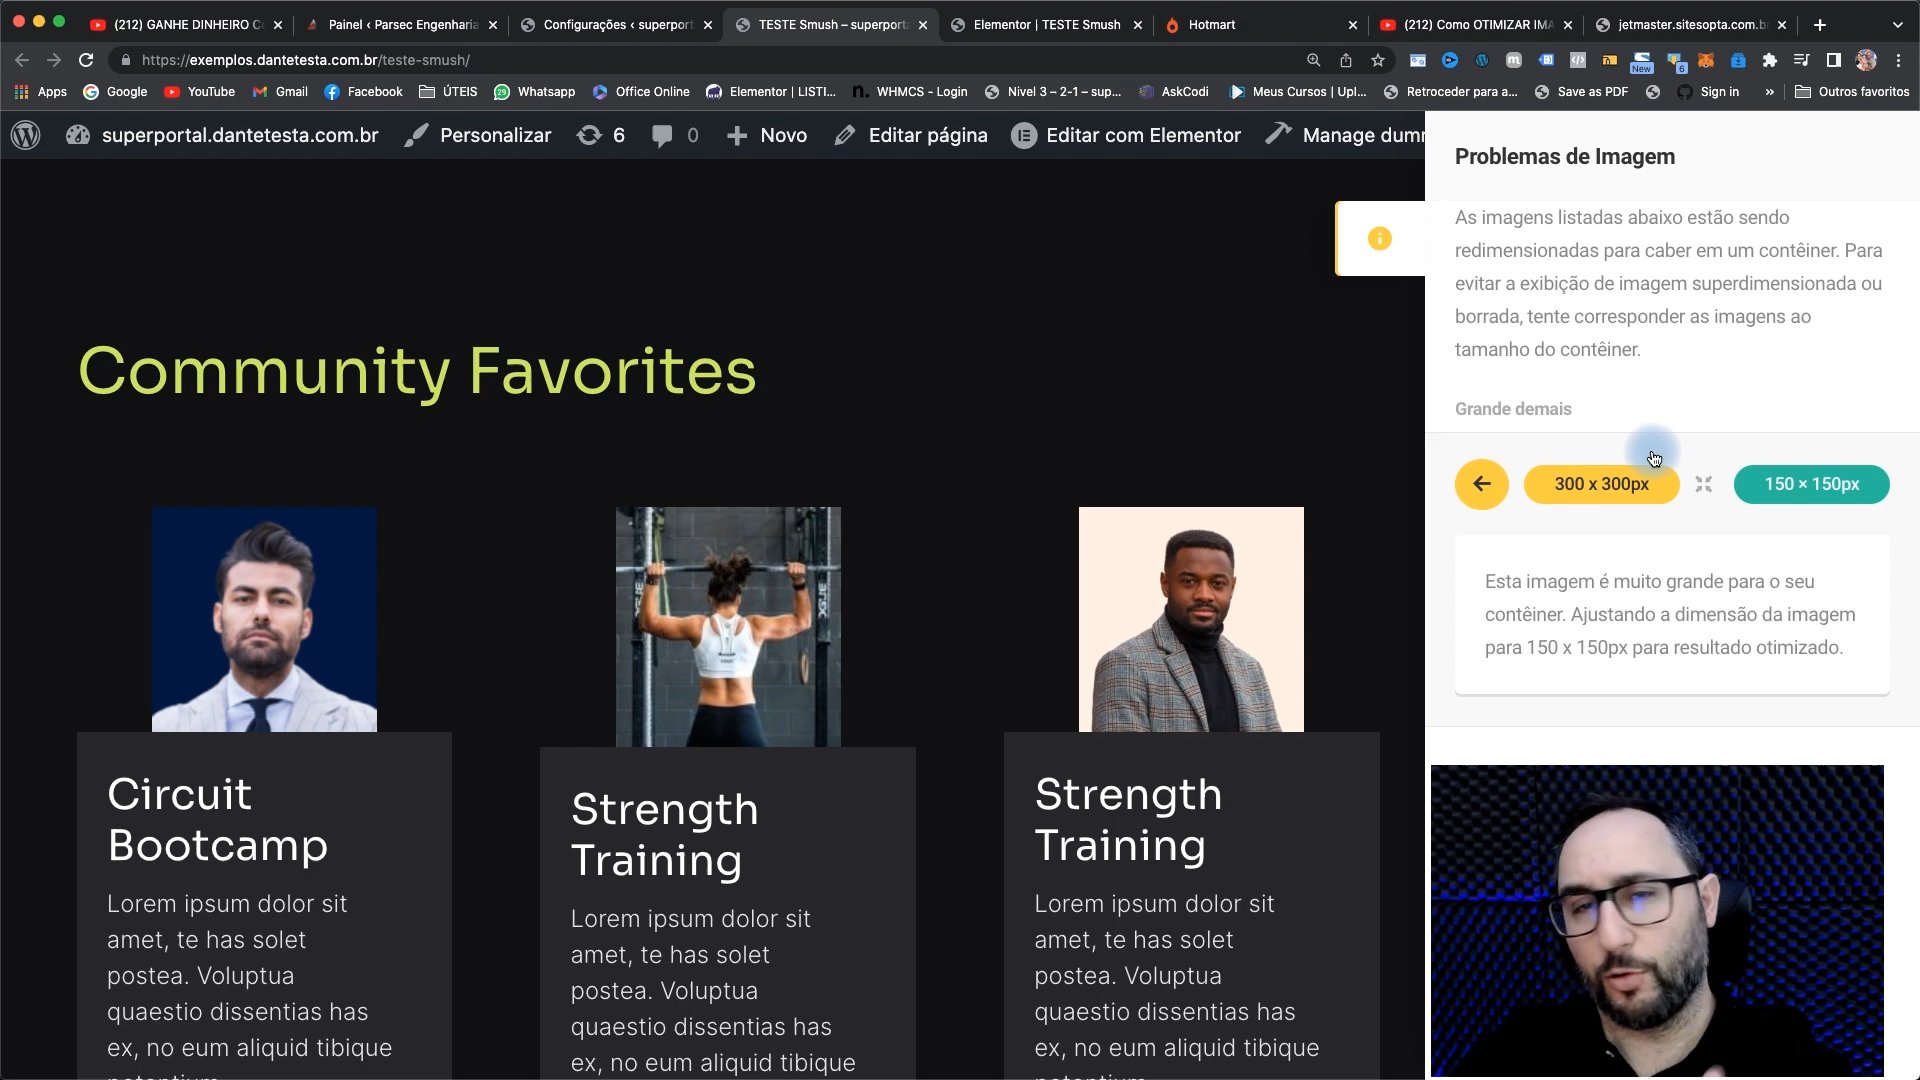 (212) GANHE DINHEIRO C
Painel ‹ Parsec Engenharia
Configurações ‹ superport
TESTE Smush – superporta
Elementor | TESTE Smush
Hotmart
(212) Como OTIMIZAR IMA
jetmaster.sitesopta.com.b
https://exemplos.dantetesta.com.br/teste-smush/
New
6
Apps
Google
YouTube
Gmail
Facebook
ÚTEIS
Whatsapp
Office Online
Elementor | LISTI...
WHMCS - Login
Nivel 3 – 2-1 – sup...
AskCodi
Meus Cursos | Upl...
Retroceder para a...
Save as PDF
Sign in
»
Outros favoritos
superportal.dantetesta.com.br
Personalizar
6
0
Novo
Editar página
Editar com Elementor
Manage dum
Problemas de Imagem
As imagens listadas abaixo estão sendo
redimensionadas para caber em um contêiner. Para
evitar a exibição de imagem superdimensionada ou
borrada, tente corresponder as imagens ao
tamanho do contêiner.
Grande demais
300 x 300px
150 × 150px
Esta imagem é muito grande para o seu
contêiner. Ajustando a dimensão da imagem
para 150 x 150px para resultado otimizado.
Community Favorites
Circuit
Bootcamp
Lorem ipsum dolor sit
amet, te has solet
postea. Voluptua
quaestio dissentias has
ex, no eum aliquid tibique
Strength
Training
Lorem ipsum dolor sit
amet, te has solet
postea. Voluptua
quaestio dissentias has
ex, no eum aliquid tibique
Strength
Training
Lorem ipsum dolor sit
amet, te has solet
postea. Voluptua
quaestio dissentias has
ex, no eum aliquid tibique